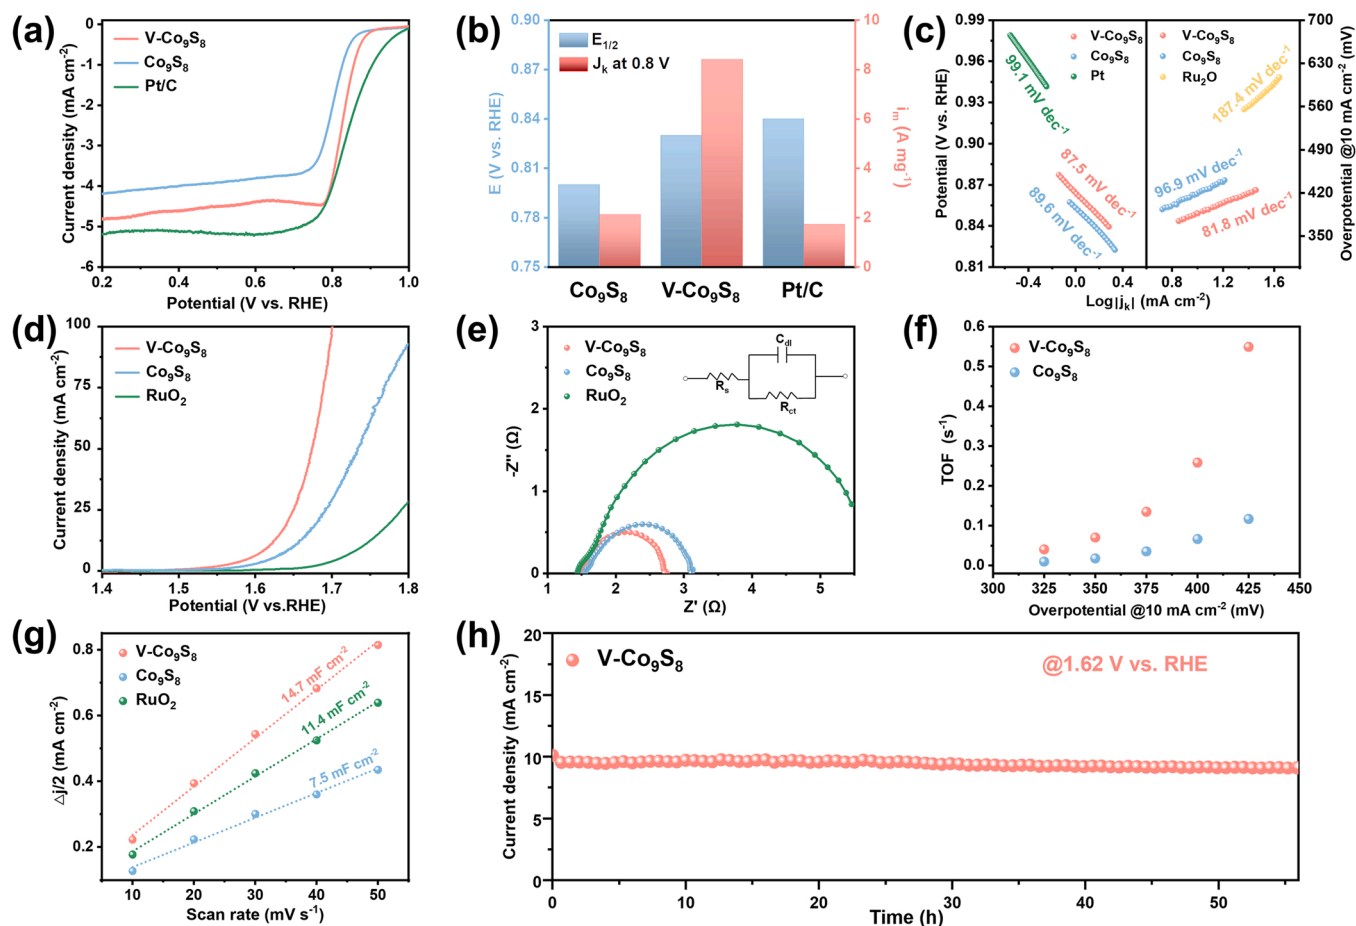 (a)
V-Co₉S₈
Co₉S₈
Pt/C
Current density (mA cm⁻²)
0
-1
-2
-3
-4
-5
-6
0.2
0.4
0.6
0.8
1.0
Potential (V vs. RHE)
(b)
E₁/₂
Jₖ at 0.8 V
E (V vs. RHE)
0.90
0.87
0.84
0.81
0.78
0.75
iₘ (A mg⁻¹)
10
8
6
4
2
0
Co₉S₈
V-Co₉S₈
Pt/C
(c)
Potential (V vs. RHE)
0.99
0.96
0.93
0.90
0.87
0.84
0.81
V-Co₉S₈
Co₉S₈
Pt
V-Co₉S₈
Co₉S₈
Ru₂O
99.1 mV dec⁻¹
87.5 mV dec⁻¹
89.6 mV dec⁻¹
187.4 mV dec⁻¹
96.9 mV dec⁻¹
81.8 mV dec⁻¹
Overpotential @10 mA cm⁻² (mV)
700
630
560
490
420
350
-0.4
0.0
0.4
0.8
1.2
1.6
Log|jₖ| (mA cm⁻²)
(d)
V-Co₉S₈
Co₉S₈
RuO₂
Current density (mA cm⁻²)
100
75
50
25
0
1.4
1.5
1.6
1.7
1.8
Potential (V vs.RHE)
(e)
V-Co₉S₈
Co₉S₈
RuO₂
C_dl
Rₛ
R_ct
-Z'' (Ω)
-3
-2
-1
0
1
2
3
4
5
Z' (Ω)
(f)
V-Co₉S₈
Co₉S₈
TOF (s⁻¹)
0.6
0.5
0.4
0.3
0.2
0.1
0.0
300
325
350
375
400
425
450
Overpotential @10 mA cm⁻² (mV)
(g)
V-Co₉S₈
Co₉S₈
RuO₂
14.7 mF cm⁻²
11.4 mF cm⁻²
7.5 mF cm⁻²
△j/2 (mA cm⁻²)
0.8
0.6
0.4
0.2
10
20
30
40
50
Scan rate (mV s⁻¹)
(h)
V-Co₉S₈
@1.62 V vs. RHE
Current density (mA cm⁻²)
20
15
10
5
0
0
10
20
30
40
50
Time (h)